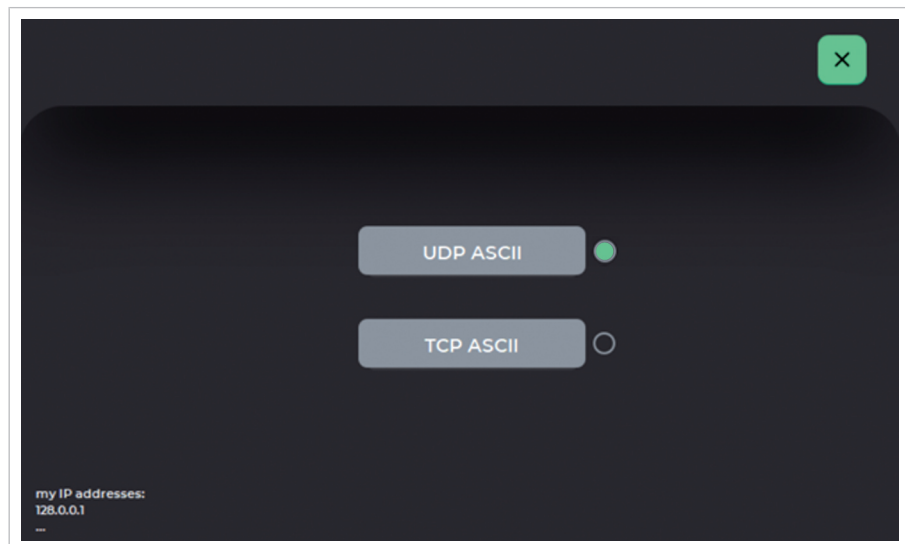 UDP ASCII
TCP ASCII
my IP addresses:
128.0.0.1
...